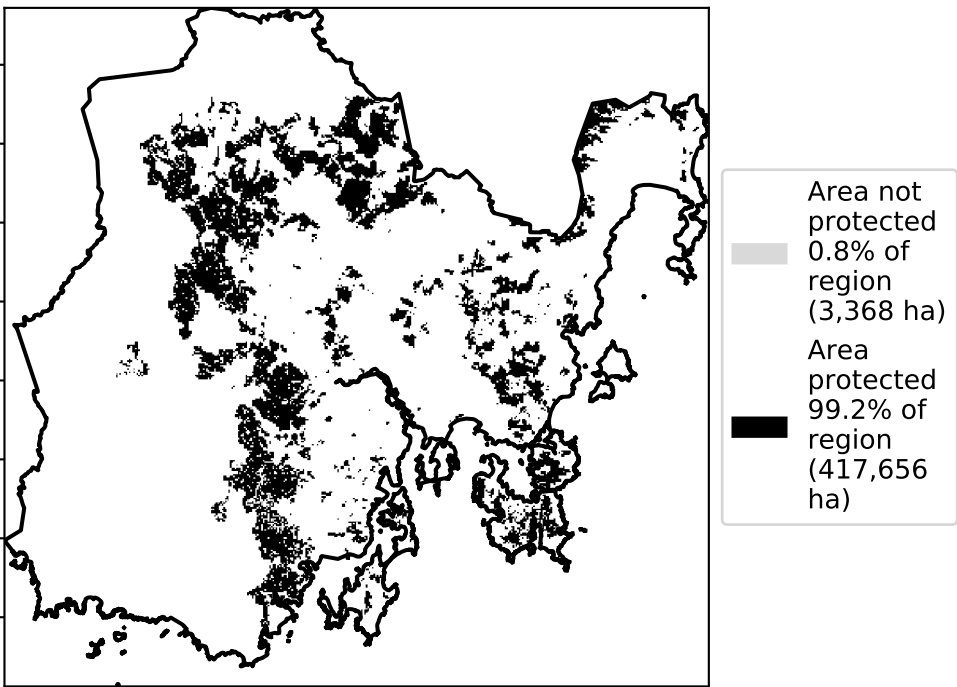 Area not
protected
0.8% of
region
(3,368 ha)
Area
protected
99.2% of
region
(417,656
ha)